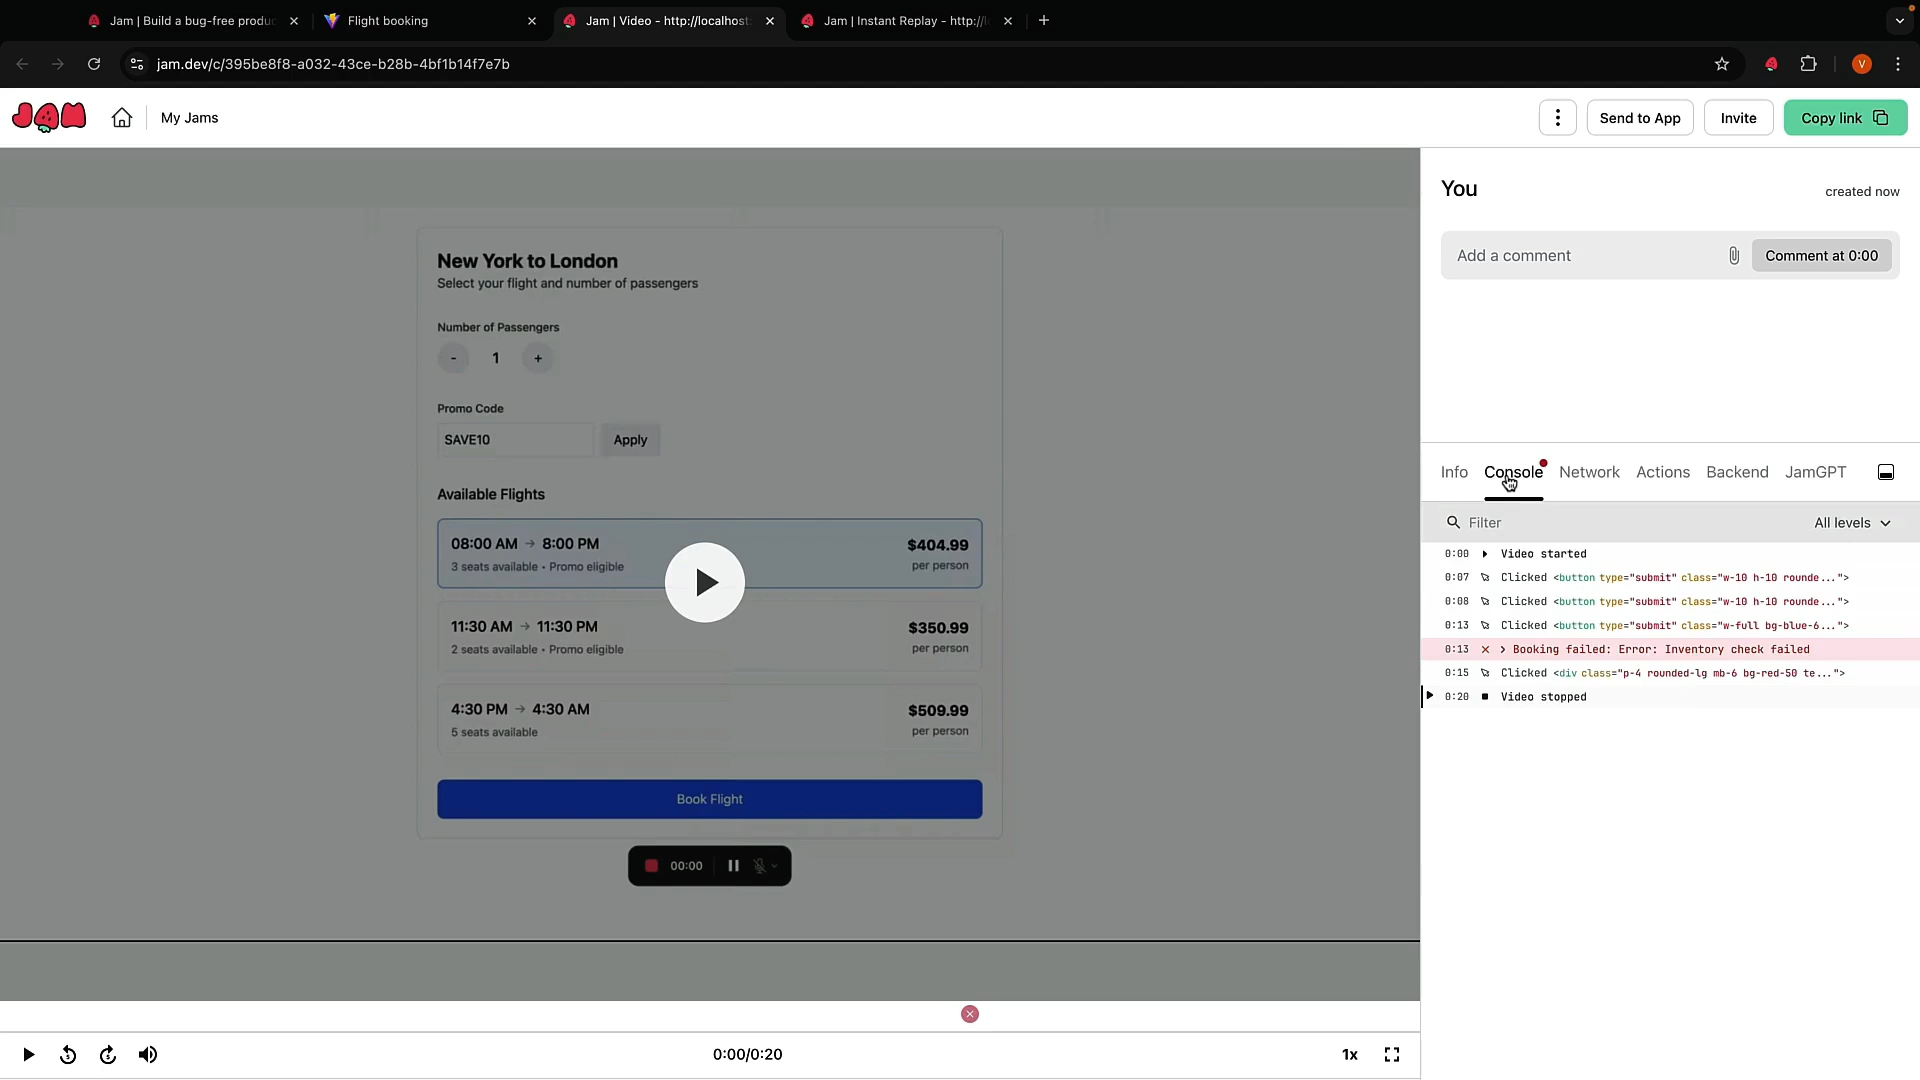 Jam | Build a bug-free produc
Flight booking
Jam | Video - http://localhost:
Jam | Instant Replay - http://l
jam.dev/c/395be8f8-a032-43ce-b28b-4bf1b14f7e7b
V
JAM
My Jams
Send to App
Invite
Copy link
New York to London
Select your flight and number of passengers
Number of Passengers
- 1 +
Promo Code
SAVE10
Apply
Available Flights
08:00 AM → 8:00 PM
$404.99
3 seats available • Promo eligible
per person
11:30 AM → 11:30 PM
$350.99
2 seats available • Promo eligible
per person
4:30 PM → 4:30 AM
$509.99
5 seats available
per person
Book Flight
00:00
5
5
0:00/0:20
1x
You
created now
Add a comment
Comment at 0:00
Info
Console
Network
Actions
Backend
JamGPT
Filter
All levels
0:00 Video started
0:07 Clicked <button type="submit" class="w-10 h-10 rounde...">
0:08 Clicked <button type="submit" class="w-10 h-10 rounde...">
0:13 Clicked <button type="submit" class="w-full bg-blue-6...">
0:13 × > Booking failed: Error: Inventory check failed
0:15 Clicked <div class="p-4 rounded-lg mb-6 bg-red-50 te...">
0:20 Video stopped